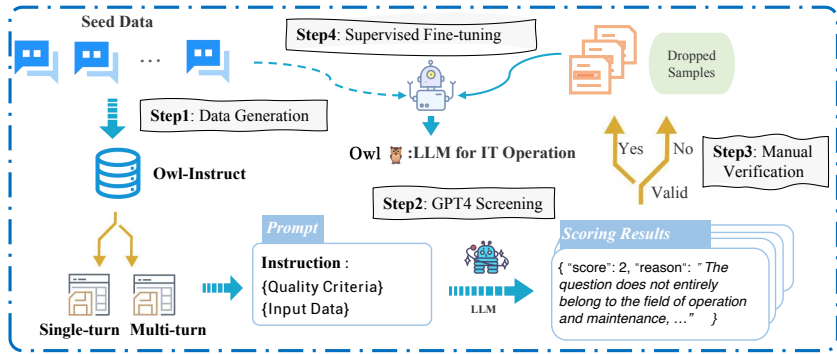 Seed Data
...
Step4: Supervised Fine-tuning
Dropped
Samples
Step1: Data Generation
Owl-Instruct
Owl :LLM for IT Operation
Yes
No
Valid
Step3: Manual
Verification
Step2: GPT4 Screening
Prompt
Instruction :
{Quality Criteria}
{Input Data}
LLM
Scoring Results
{ “score“: 2, “reason“: ” The
question does not entirely
belong to the field of operation
and maintenance, …” }
Single-turn
Multi-turn